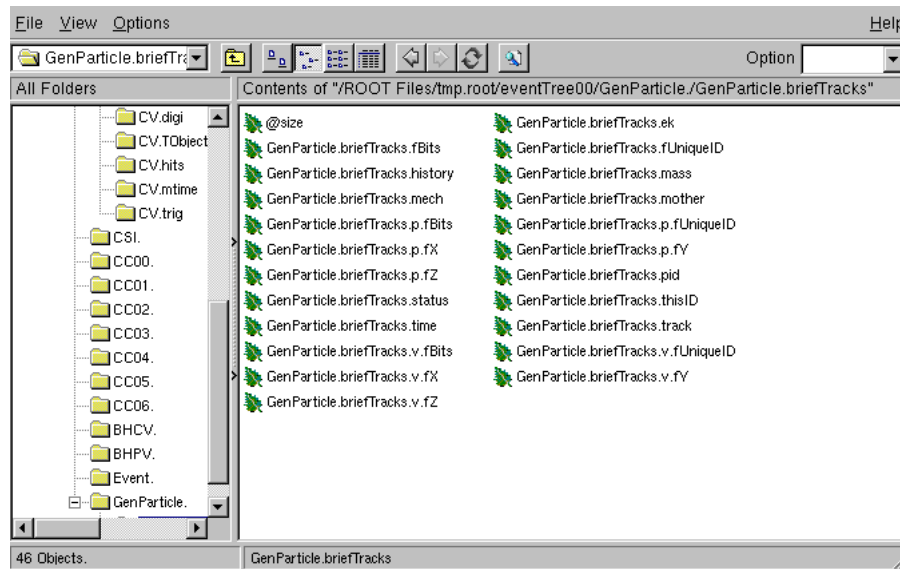 File View Options Help
GenParticle.briefTra Option
All Folders
Contents of "/ROOT Files/tmp.root/eventTree00/GenParticle./GenParticle.briefTracks"
CV.digi
CV.TObject
CV.hits
CV.mtime
CV.trig
CSI.
CC00.
CC01.
CC02.
CC03.
CC04.
CC05.
CC06.
BHCV.
BHPV.
Event.
GenParticle.
@size GenParticle.briefTracks.ek
GenParticle.briefTracks.fBits GenParticle.briefTracks.fUniqueID
GenParticle.briefTracks.history GenParticle.briefTracks.mass
GenParticle.briefTracks.mech GenParticle.briefTracks.mother
GenParticle.briefTracks.p.fBits GenParticle.briefTracks.p.fUniqueID
GenParticle.briefTracks.p.fX GenParticle.briefTracks.p.fY
GenParticle.briefTracks.p.fZ GenParticle.briefTracks.pid
GenParticle.briefTracks.status GenParticle.briefTracks.thisID
GenParticle.briefTracks.time GenParticle.briefTracks.track
GenParticle.briefTracks.v.fBits GenParticle.briefTracks.v.fUniqueID
GenParticle.briefTracks.v.fX GenParticle.briefTracks.v.fY
GenParticle.briefTracks.v.fZ
46 Objects. GenParticle.briefTracks